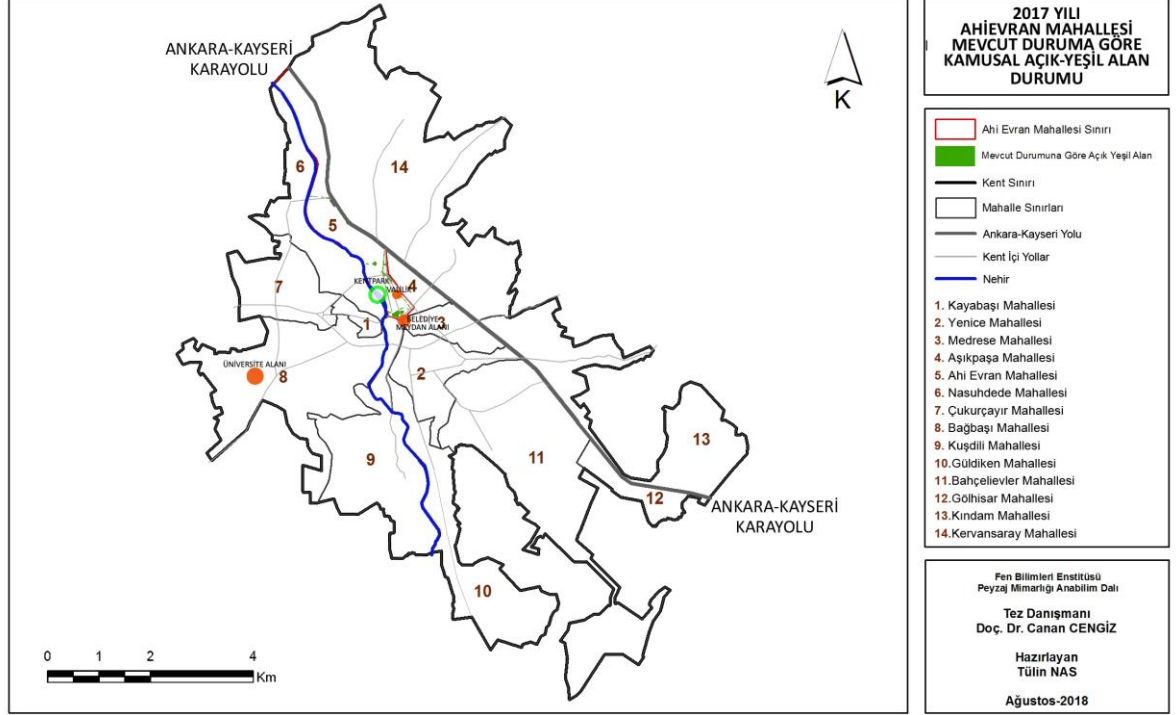 ANKARA-KAYSERİ
KARAYOLU
K
6
14
5
7
KENTPARK
VALİLİK
4
1
BELEDİYE
MEYDAN ALANI
3
ÜNİVERSİTE ALANI
8
2
9
11
13
12
ANKARA-KAYSERİ
KARAYOLU
10
0 1 2 4
Km
2017 YILI
AHİEVRAN MAHALLESİ
MEVCUT DURUMA GÖRE
KAMUSAL AÇIK-YEŞİL ALAN
DURUMU
Ahi Evran Mahallesi Sınırı
Mevcut Durumuna Göre Açık Yeşil Alan
Kent Sınırı
Mahalle Sınırları
Ankara-Kayseri Yolu
Kent İçi Yollar
Nehir
1. Kayabaşı Mahallesi
2. Yenice Mahallesi
3. Medrese Mahallesi
4. Aşıkpaşa Mahallesi
5. Ahi Evran Mahallesi
6. Nasuhdede Mahallesi
7. Çukurçayır Mahallesi
8. Bağbaşı Mahallesi
9. Kuşdili Mahallesi
10.Güldiken Mahallesi
11.Bahçelievler Mahallesi
12.Gölhisar Mahallesi
13.Kındam Mahallesi
14.Kervansaray Mahallesi
Fen Bilimleri Enstitüsü
Peyzaj Mimarlığı Anabilim Dalı
Tez Danışmanı
Doç. Dr. Canan CENGİZ
Hazırlayan
Tülin NAS
Ağustos-2018